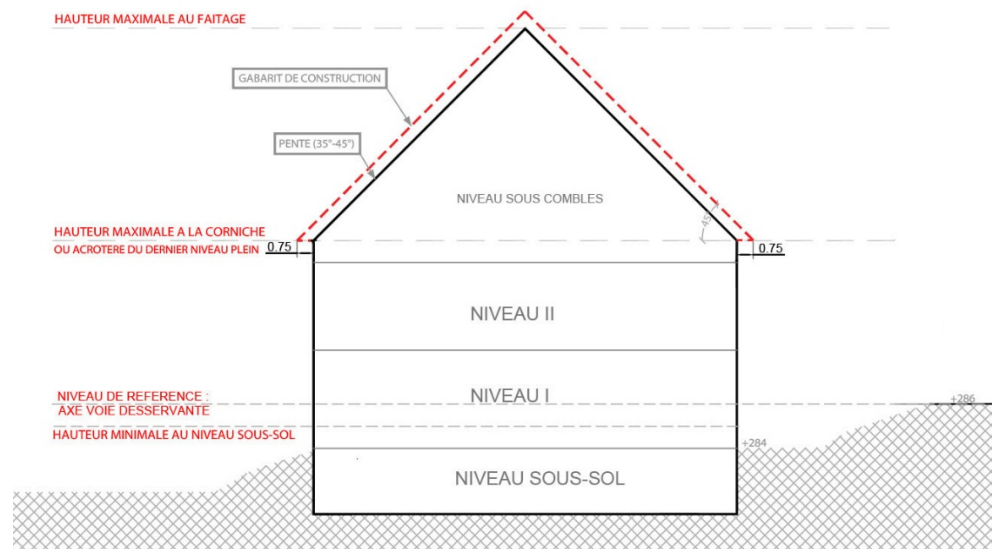 HAUTEUR MAXIMALE AU FAITAGE
GABARIT DE CONSTRUCTION
PENTE (35°-45°)
NIVEAU SOUS COMBLES
45°
HAUTEUR MAXIMALE A LA CORNICHE
OU ACROTERE DU DERNIER NIVEAU PLEIN
0.75
0.75
NIVEAU II
NIVEAU DE REFERENCE :
AXE VOIE DESSERVANTE
NIVEAU I
+286
HAUTEUR MINIMALE AU NIVEAU SOUS-SOL
+284
NIVEAU SOUS-SOL